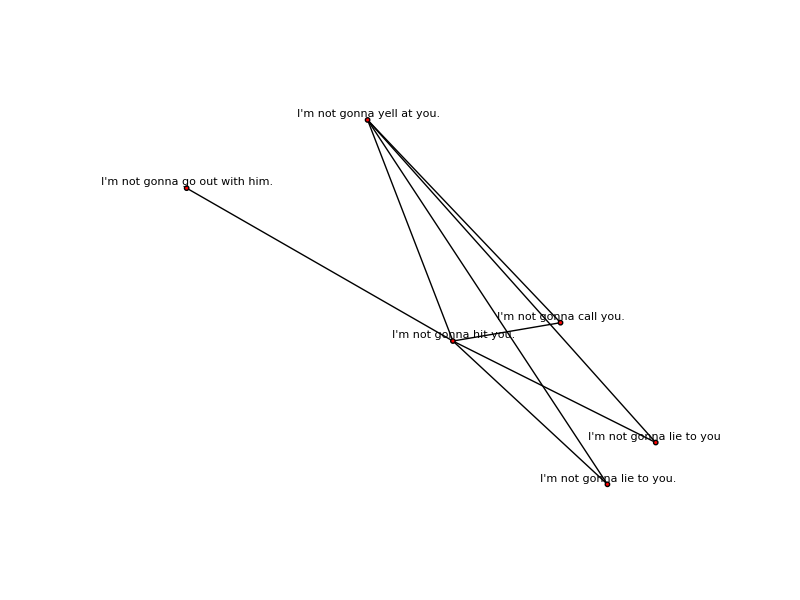 I'm not gonna yell at you.
I'm not gonna go out with him.
I'm not gonna call you.
I'm not gonna hit you.
I'm not gonna lie to you
I'm not gonna lie to you.